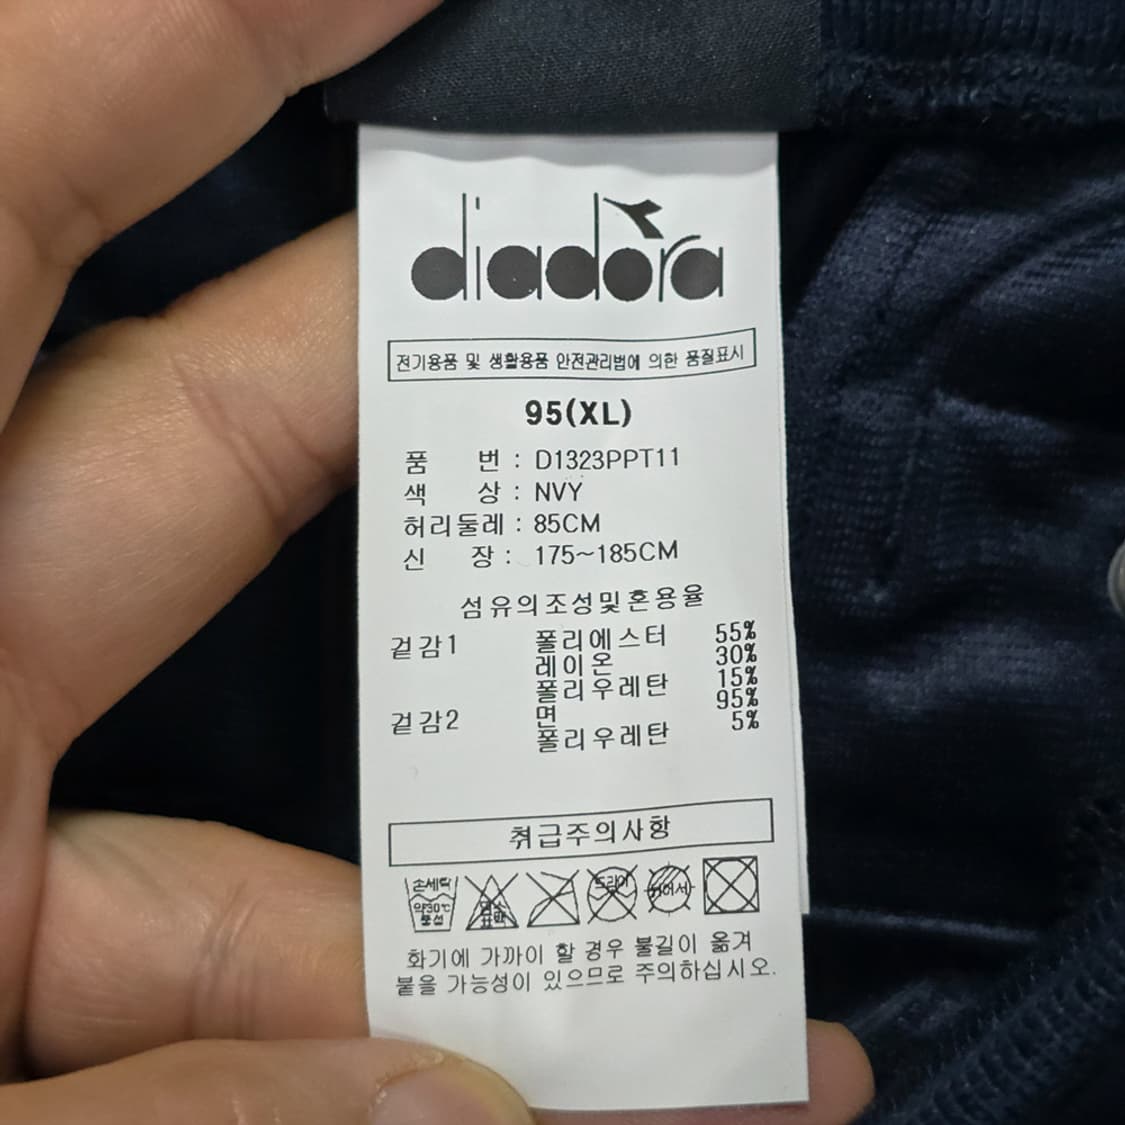 diadora
전기용품 및 생활용품 안전관리법에 의한 품질표시
95(XL)
품 번 : D1323PPT11
색 상 : NVY
허리둘레 : 85CM
신 장 : 175~185CM
섬유의조성및혼용율
겉감1 폴리에스터 55%
레이온 30%
폴리우레탄 15%
겉감2 면 95%
폴리우레탄 5%
취급주의사항
손세탁
약30℃
중성
드라이
화기에 가까이 할 경우 불길이 옮겨
붙을 가능성이 있으므로 주의하십시오.